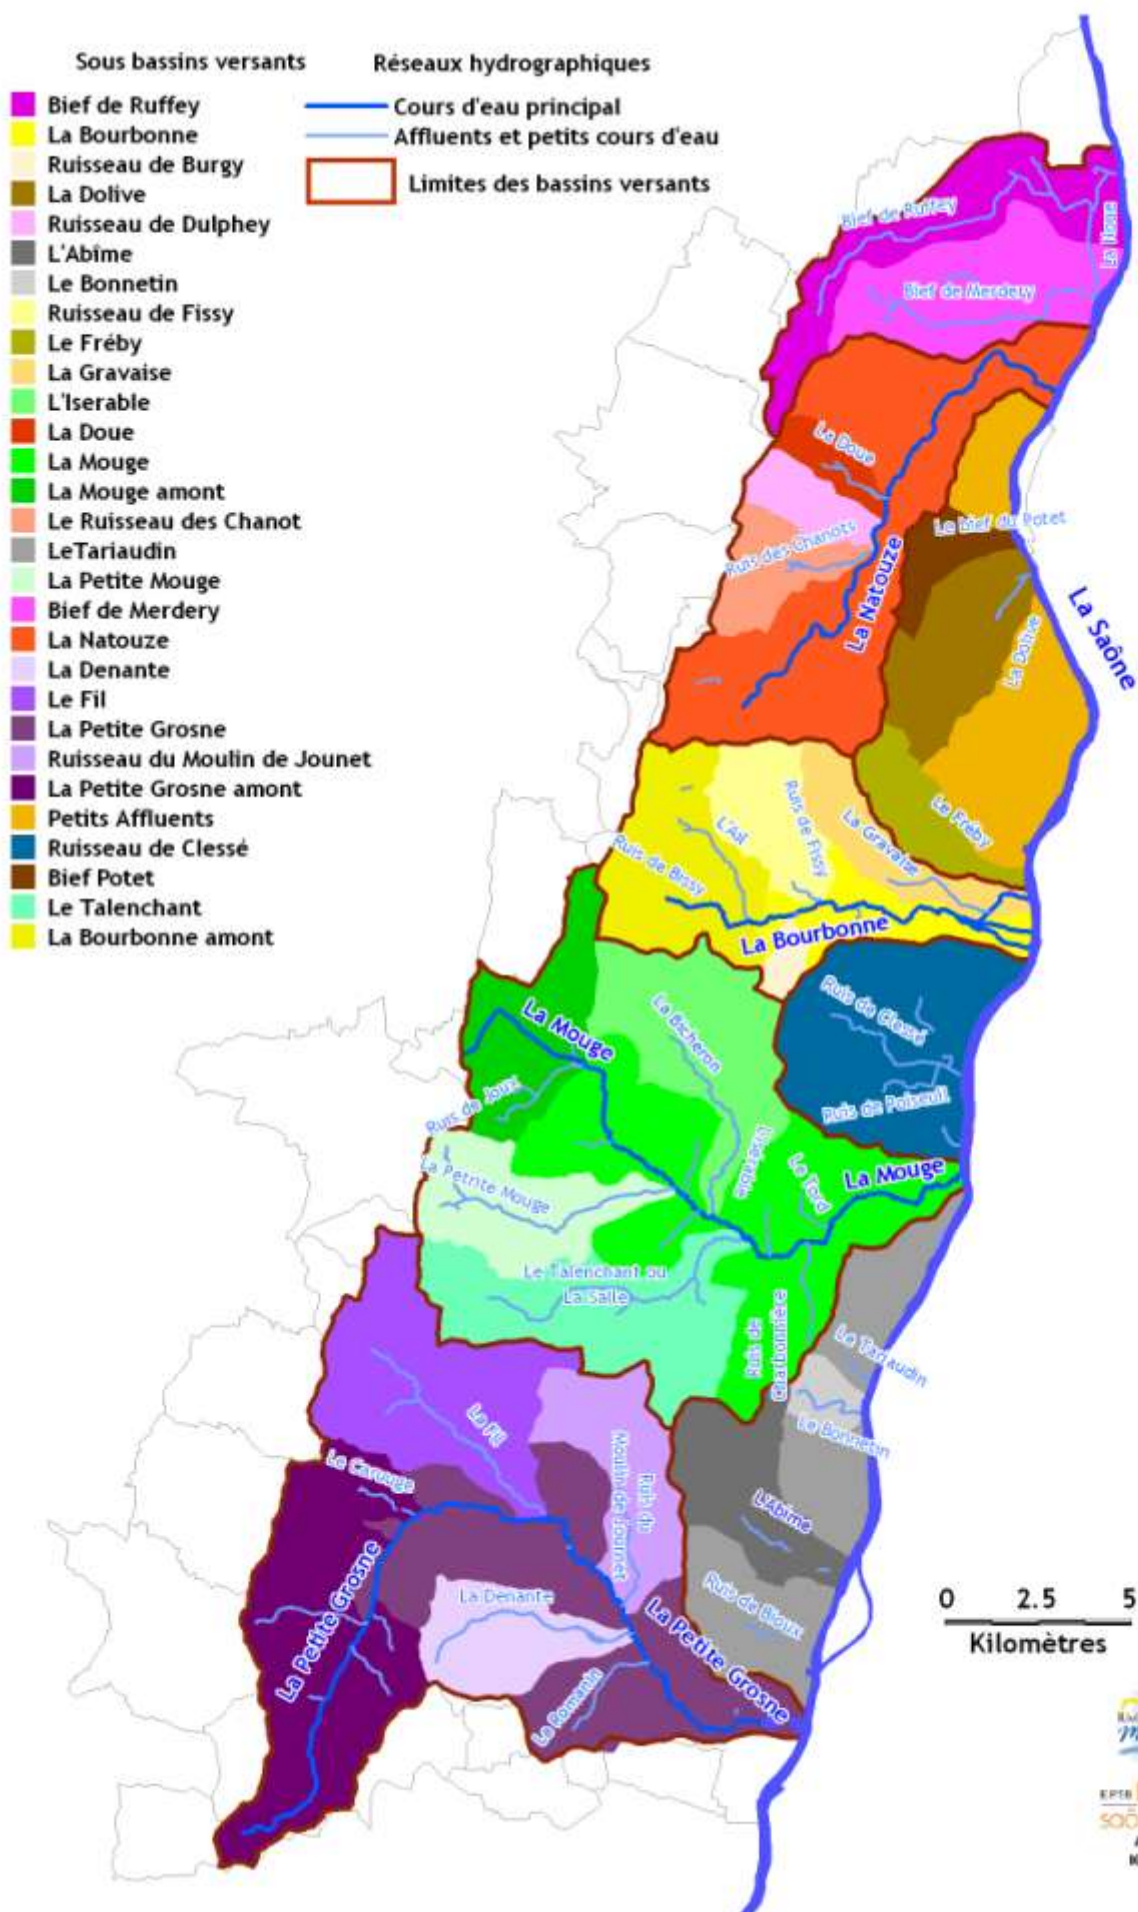 Sous bassins versants
Réseaux hydrographiques
Bief de Ruffey
La Bourbonne
Ruisseau de Burgy
La Dolive
Ruisseau de Dulphey
L'Abîme
Le Bonnetin
Ruisseau de Fissy
Le Fréby
La Gravaise
L'Iserable
La Doue
La Mouge
La Mouge amont
Le Ruisseau des Chanot
LeTariaudin
La Petite Mouge
Bief de Merdery
La Natouze
La Denante
Le Fil
La Petite Grosne
Ruisseau du Moulin de Jounet
La Petite Grosne amont
Petits Affluents
Ruisseau de Clessé
Bief Potet
Le Talenchant
La Bourbonne amont
Cours d'eau principal
Affluents et petits cours d'eau
Limites des bassins versants
Bief de Ruffey
La Noue
Bief de Merdery
La Doue
Le Bief du Potet
Ruis des Chanots
La Natouze
La Saône
La Dolive
Ruis de Fissy
L'Ail
La Gravaise
Le Fréby
Ruis de Bissy
La Bourbonne
Ruis de Clessé
La Mouge
La Bicheron
Ruis de Joux
Ruis de Poiseuil
L'Isérable
Le Tord
La Mouge
La Petite Mouge
Le Talenchant ou
La Salle
Ruis de
Charbonnière
Le Tariaudin
Le Bonnetin
Le Fil
Ruis du
Moulin de Jounet
Le Carouge
L'Abîme
La Petite Grosne
La Denante
Ruis de Bioux
La Petite Grosne
Le Romanin
0 2.5 5
Kilomètres
EPTB